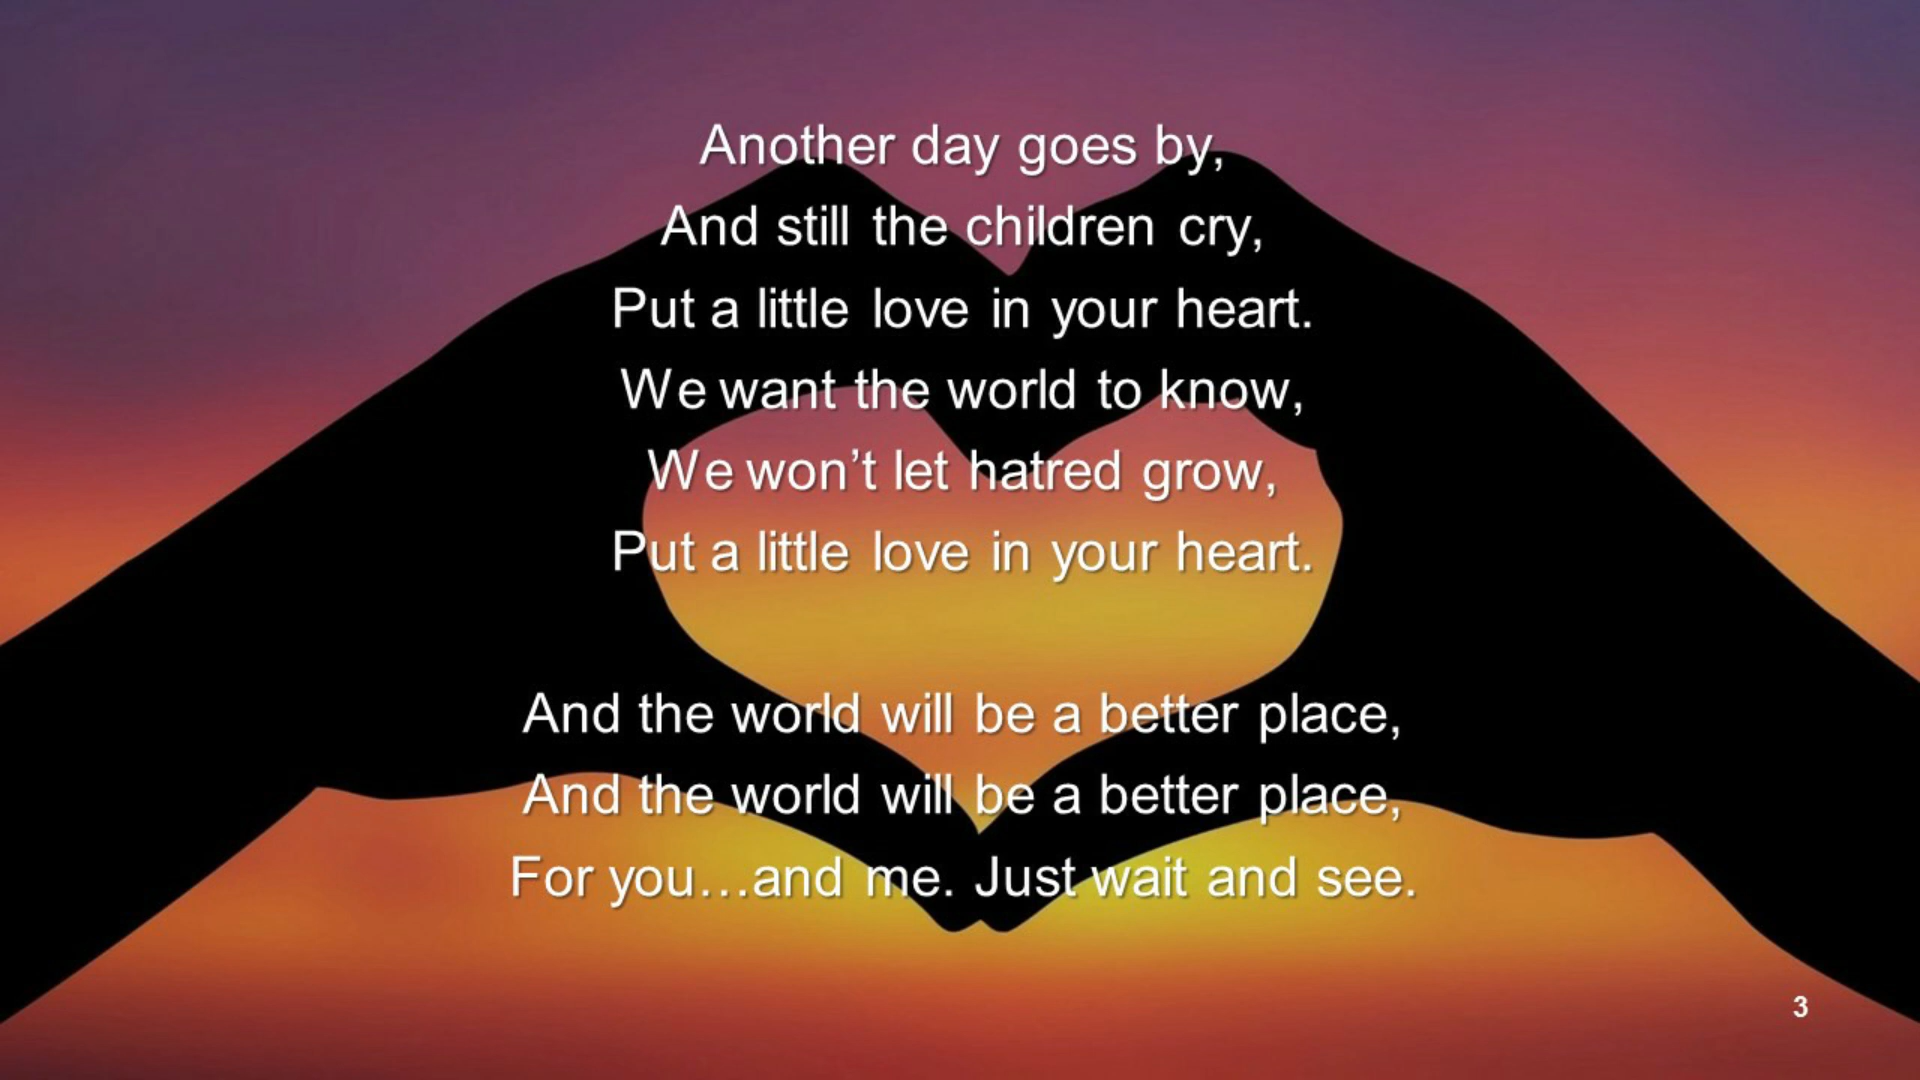 Another day goes by,
And still the children cry,
Put a little love in your heart.
We want the world to know,
We won’t let hatred grow,
Put a little love in your heart.
And the world will be a better place,
And the world will be a better place,
For you…and me. Just wait and see.
3